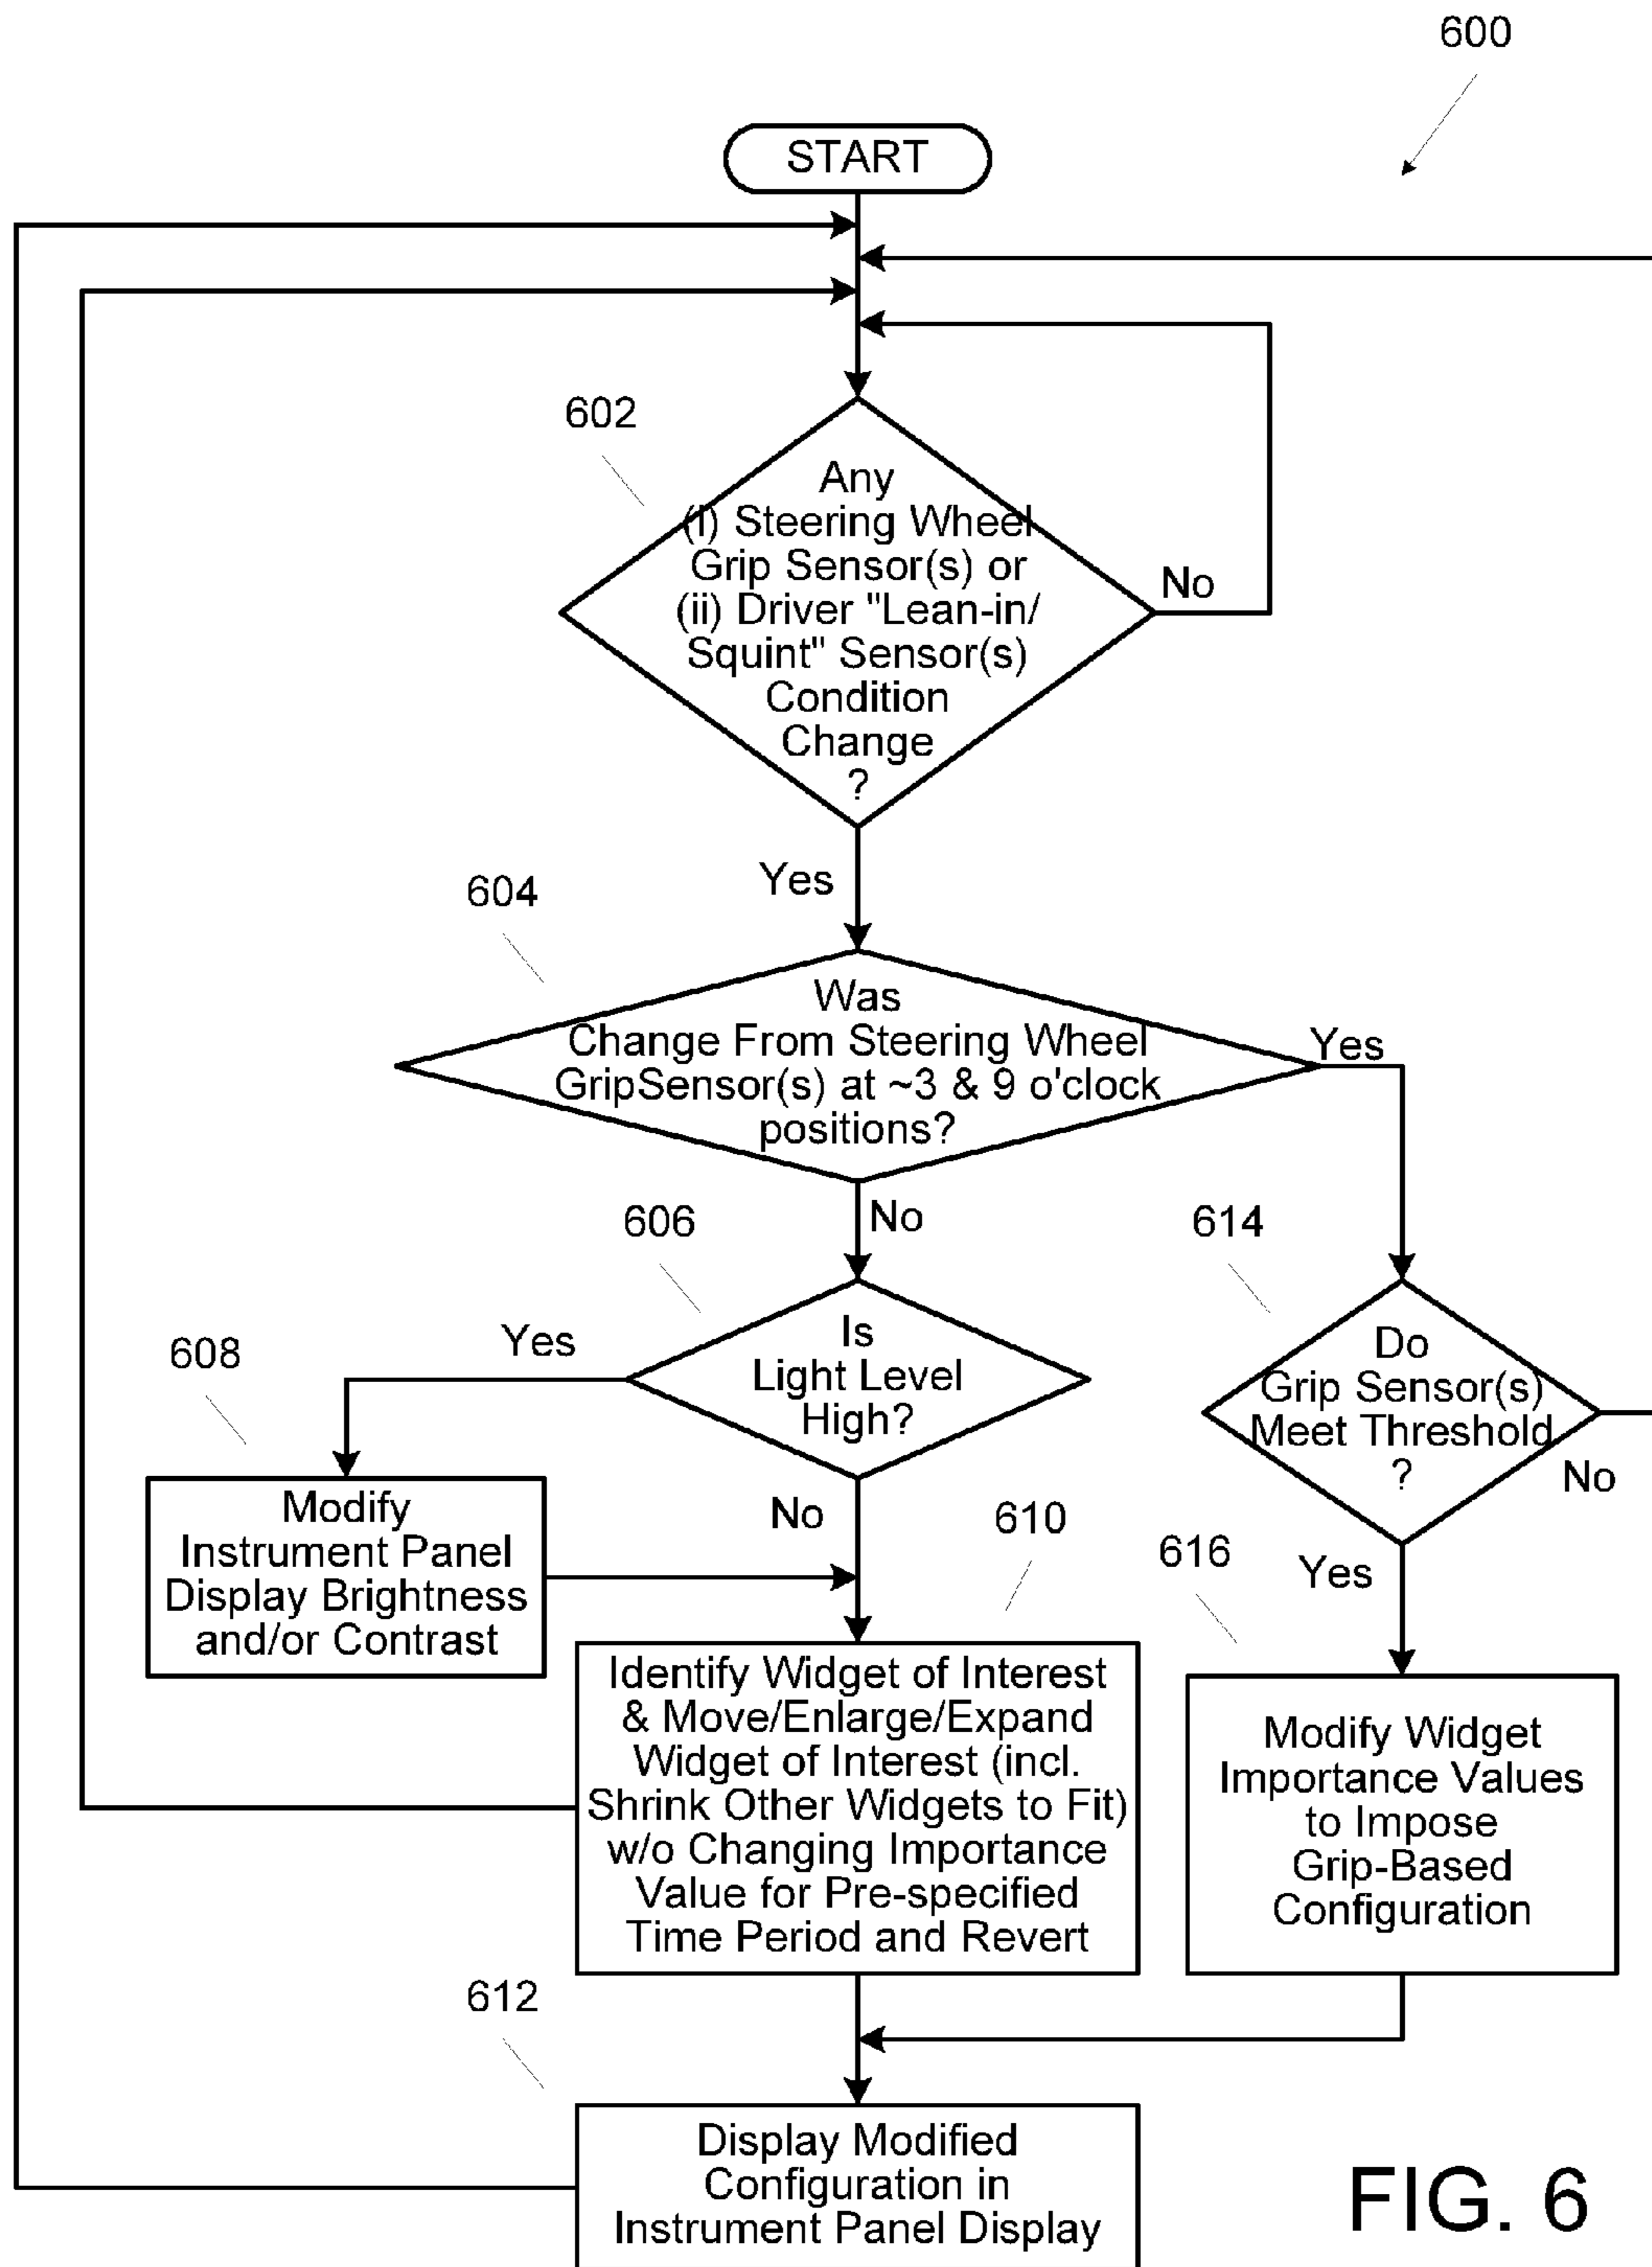 600
START
602
Any
(i) Steering Wheel
Grip Sensor(s) or
(ii) Driver "Lean-in/
Squint" Sensor(s)
Condition
Change
?
No
Yes
604
Was
Change From Steering Wheel
GripSensor(s) at ~3 & 9 o'clock
positions?
Yes
No
606
Is
Light Level
High?
Yes
No
608
Modify
Instrument Panel
Display Brightness
and/or Contrast
614
Do
Grip Sensor(s)
Meet Threshold
?
No
Yes
610
Identify Widget of Interest
& Move/Enlarge/Expand
Widget of Interest (incl.
Shrink Other Widgets to Fit)
w/o Changing Importance
Value for Pre-specified
Time Period and Revert
616
Modify Widget
Importance Values
to Impose
Grip-Based
Configuration
612
Display Modified
Configuration in
Instrument Panel Display
FIG. 6